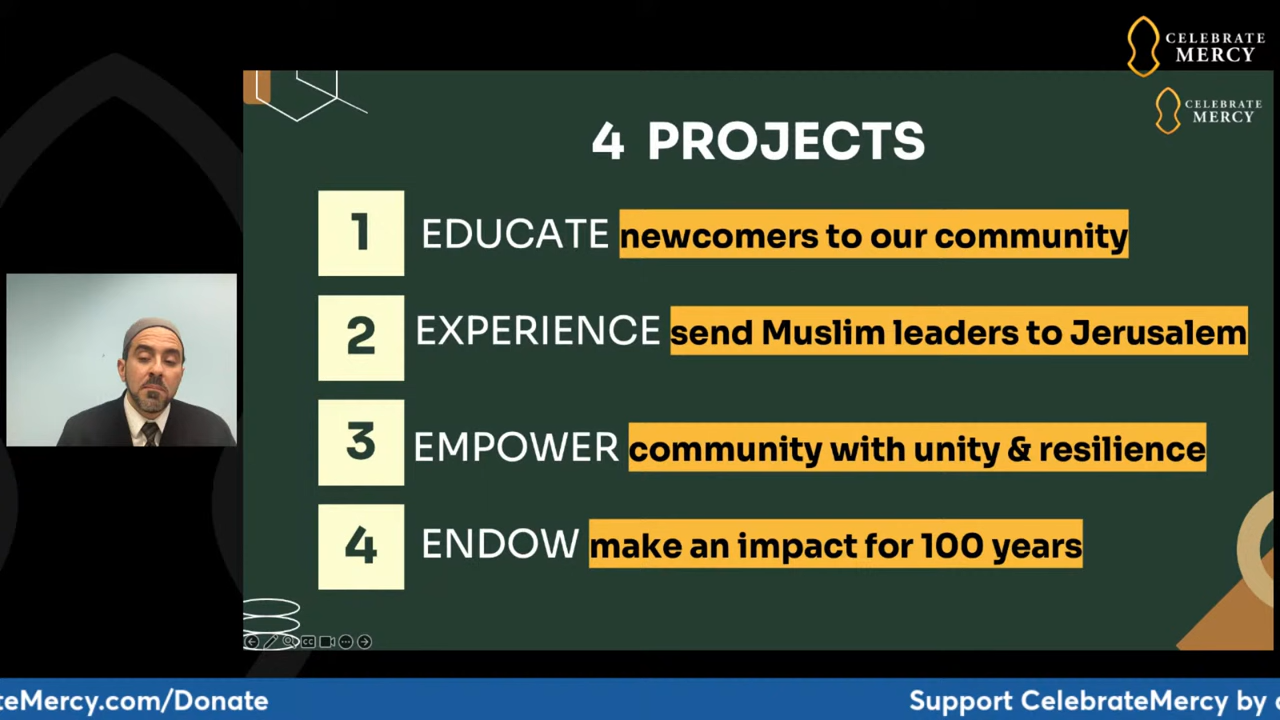 CELEBRATE
MERCY
CELEBRATE
MERCY
4 PROJECTS
1 EDUCATE newcomers to our community
2 EXPERIENCE send Muslim leaders to Jerusalem
3 EMPOWER community with unity & resilience
4 ENDOW make an impact for 100 years
teMercy.com/Donate
Support CelebrateMercy by